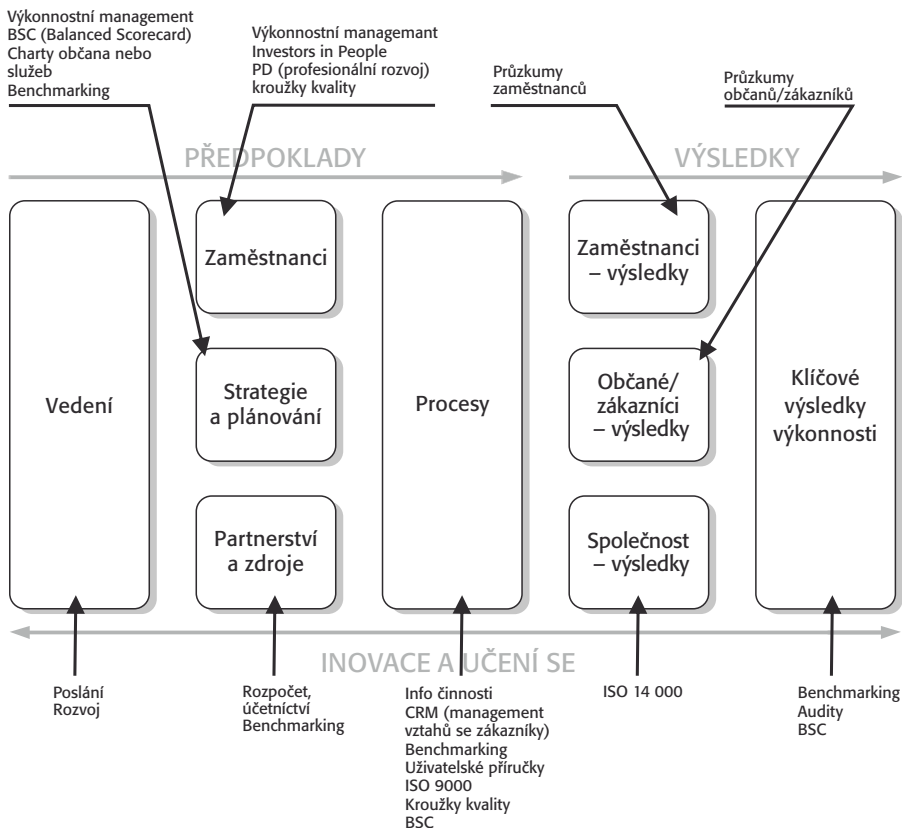 Výkonnostní management
BSC (Balanced Scorecard)
Charty občana nebo
služeb
Benchmarking
Výkonnostní managemant
Investors in People
PD (profesionální rozvoj)
kroužky kvality
Průzkumy
zaměstnanců
Průzkumy
občanů/zákazníků
PŘEDPOKLADY
VÝSLEDKY
Vedení
Zaměstnanci
Strategie
a plánování
Partnerství
a zdroje
Procesy
Zaměstnanci
– výsledky
Občané/
zákazníci
– výsledky
Společnost
– výsledky
Klíčové
výsledky
výkonnosti
INOVACE A UČENÍ SE
Poslání
Rozvoj
Rozpočet,
účetníctví
Benchmarking
Info činnosti
CRM (management
vztahů se zákazníky)
Benchmarking
Uživatelské příručky
ISO 9000
Kroužky kvality
BSC
ISO 14 000
Benchmarking
Audity
BSC